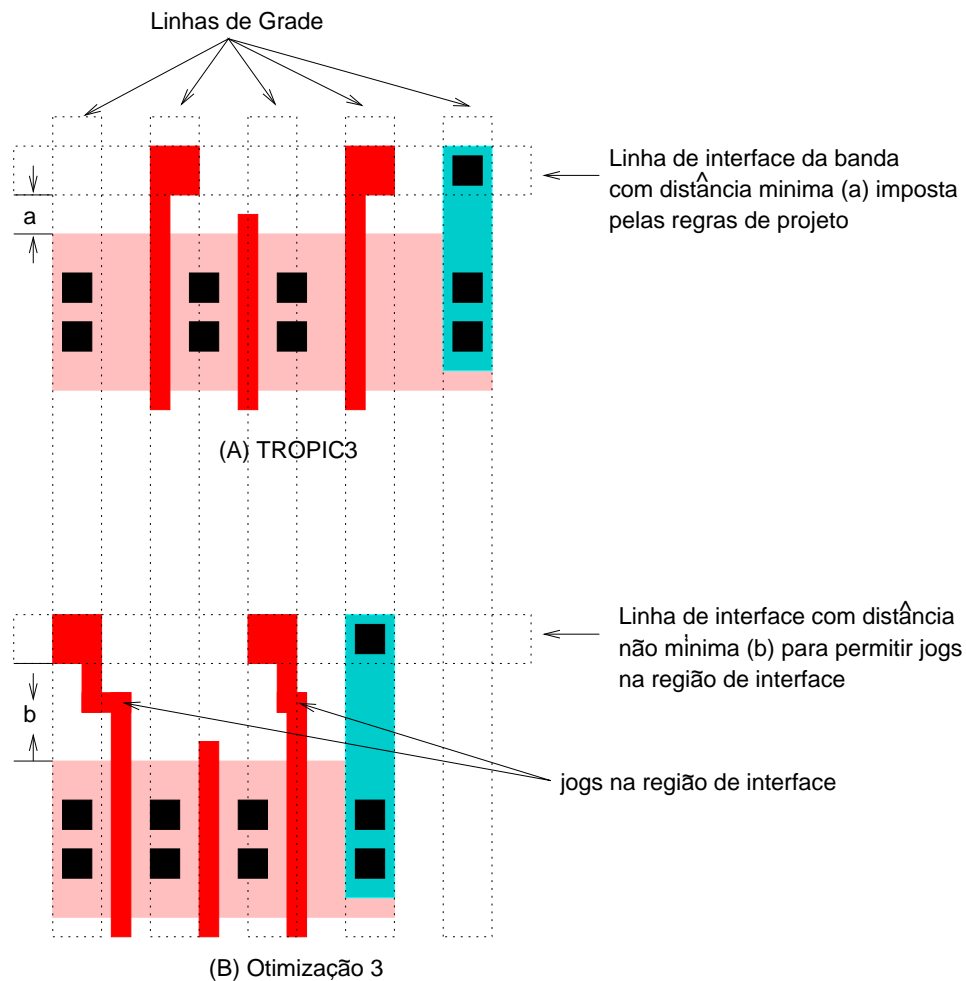 Linhas de Grade
Linha de interface da banda
com distância minima (a) imposta
pelas regras de projeto
a
(A) TROPIC3
Linha de interface com distância
não mínima (b) para permitir jogs
na região de interface
b
jogs na região de interface
(B) Otimização 3